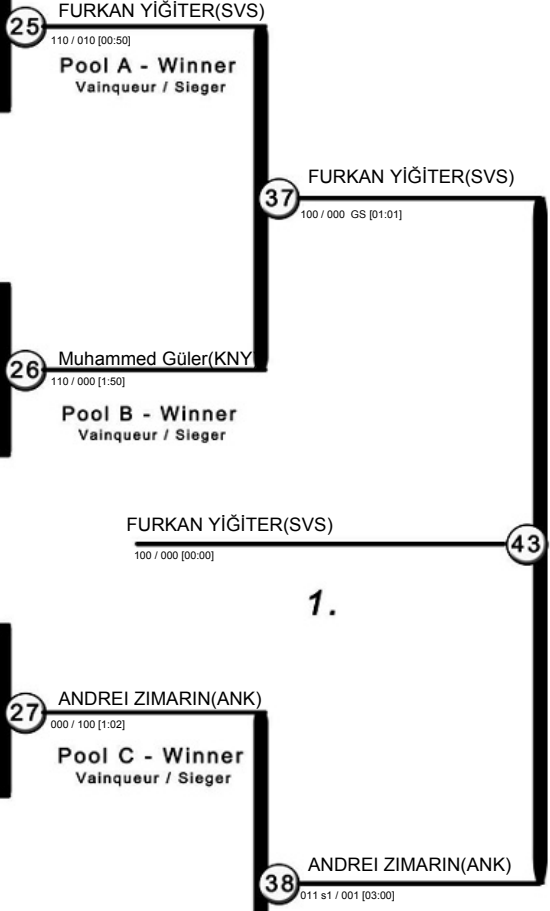 FURKAN YİĞİTER(SVS)
25
110 / 010 [00:50]
Pool A - Winner
Vainqueur / Sieger
FURKAN YİĞİTER(SVS)
37
100 / 000 GS [01:01]
Muhammed Güler(KNY
26
110 / 000 [1:50]
Pool B - Winner
Vainqueur / Sieger
FURKAN YİĞİTER(SVS)
43
100 / 000 [00:00]
1.
ANDREI ZIMARIN(ANK)
27
000 / 100 [1:02]
Pool C - Winner
Vainqueur / Sieger
ANDREI ZIMARIN(ANK)
38
011 s1 / 001 [03:00]